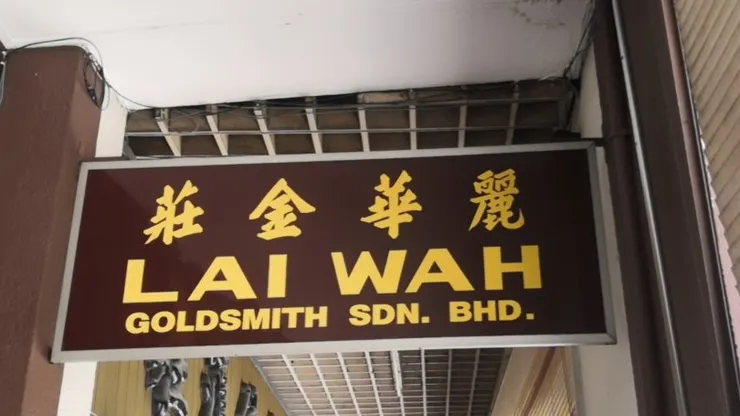 麗華金莊
LAI WAH
GOLDSMITH SDN. BHD.